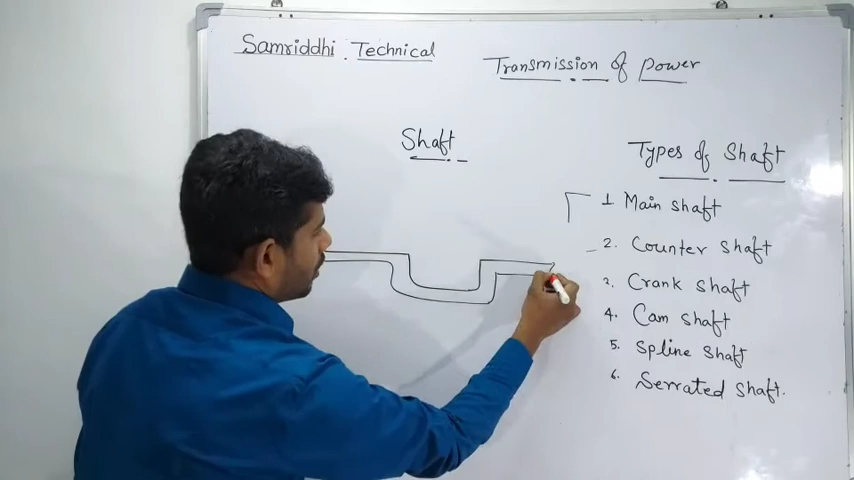 Samriddhi . Technical
Transmission of power
Shaft
Types of Shaft
1 Main shaft
2. Counter shaft
3. Crank shaft
4. Cam shaft
5. Spline shaft
6. Serrated shaft.